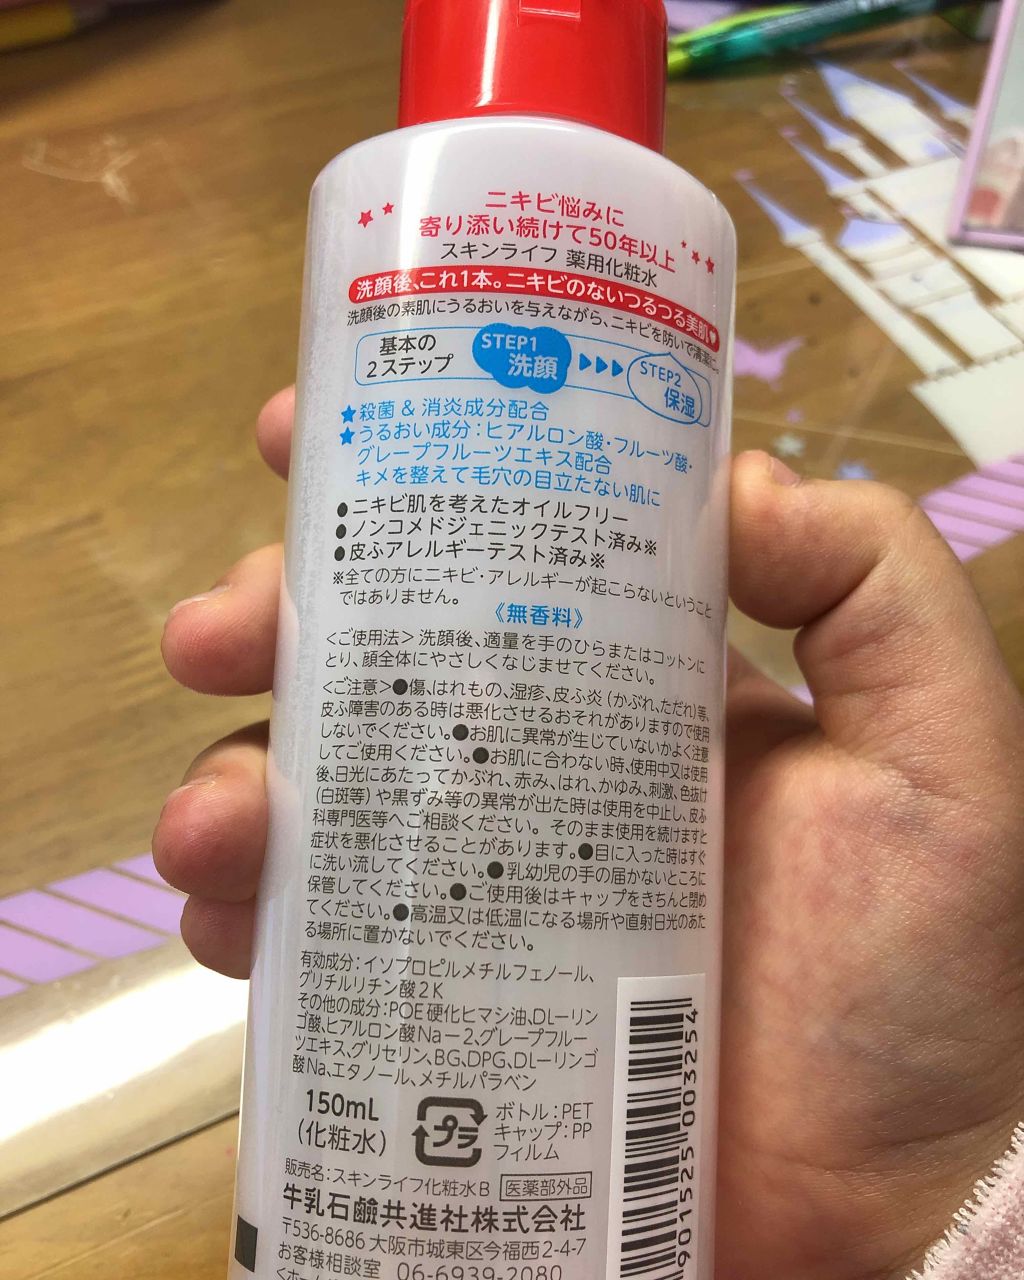 ニキビ悩みに
寄り添い続けて50年以上
スキンライフ 薬用化粧水
洗顔後、これ1本。ニキビのないつるつる美肌♥
洗顔後の素肌にうるおいを与えながら、ニキビを防いで清潔に。
基本の
2ステップ
STEP1
洗顔
STEP2
保湿
★殺菌&消炎成分配合
★うるおい成分:ヒアルロン酸・フルーツ酸・
グレープフルーツエキス配合
キメを整えて毛穴の目立たない肌に
●ニキビ肌を考えたオイルフリー
●ノンコメドジェニックテスト済み※
●皮ふアレルギーテスト済み※
※全ての方にニキビ・アレルギーが起こらないということ
ではありません。
《無香料》
<ご使用法>洗顔後、適量を手のひらまたはコットンに
とり、顔全体にやさしくなじませてください。
<ご注意>●傷、はれもの、湿疹、皮ふ炎(かぶれ、ただれ)等、
皮ふ障害のある時は悪化させるおそれがありますので使用
しないでください。●お肌に異常が生じていないかよく注意
してご使用ください。●お肌に合わない時、使用中又は使用
後、日光にあたってかぶれ、赤み、はれ、かゆみ、刺激、色抜け
(白斑等)や黒ずみ等の異常が出た時は使用を中止し、皮ふ
科専門医等へご相談ください。そのまま使用を続けますと
症状を悪化させることがあります。●目に入った時はすぐ
に洗い流してください。●乳幼児の手の届かないところに
保管してください。●ご使用後はキャップをきちんと閉め
てください。●高温又は低温になる場所や直射日光のあた
る場所に置かないでください。
有効成分:イソプロピルメチルフェノール、
グリチルリチン酸2K
その他の成分:POE硬化ヒマシ油、DL-リン
ゴ酸、ヒアルロン酸Na-2、グレープフルー
ツエキス、グリセリン、BG、DPG、DL-リンゴ
酸Na、エタノール、メチルパラベン
150mL
(化粧水)
プラ
ボトル:PET
キャップ:PP
フィルム
販売名:スキンライフ化粧水B 医薬部外品
牛乳石鹼共進社株式会社
〒536-8686 大阪市城東区今福西2-4-7
お客様相談室 06-6939-2080
4 901525 003254